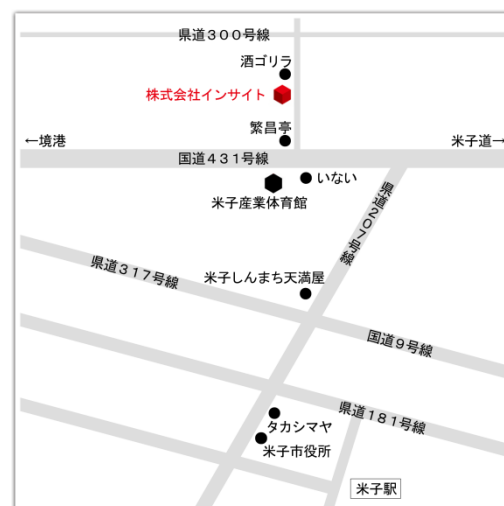 県道300号線
酒ゴリラ
株式会社インサイト
繁昌亭
←境港
米子道→
国道431号線
いない
米子産業体育館
県道207号線
県道317号線
米子しんまち天満屋
国道9号線
県道181号線
タカシマヤ
米子市役所
米子駅